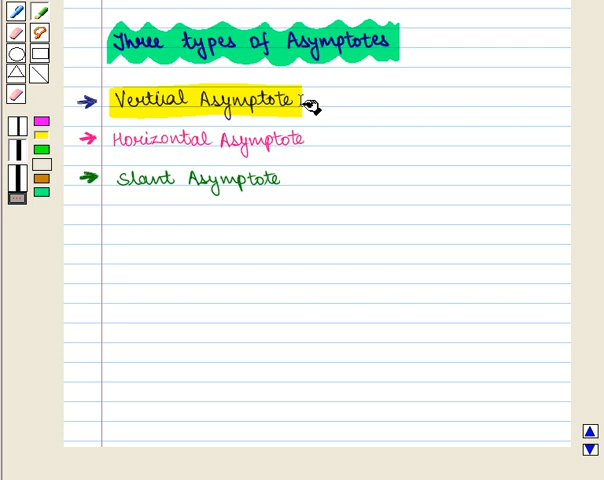 Three types of Asymptotes
Vertical Asymptote
Horizontal Asymptote
Slant Asymptote